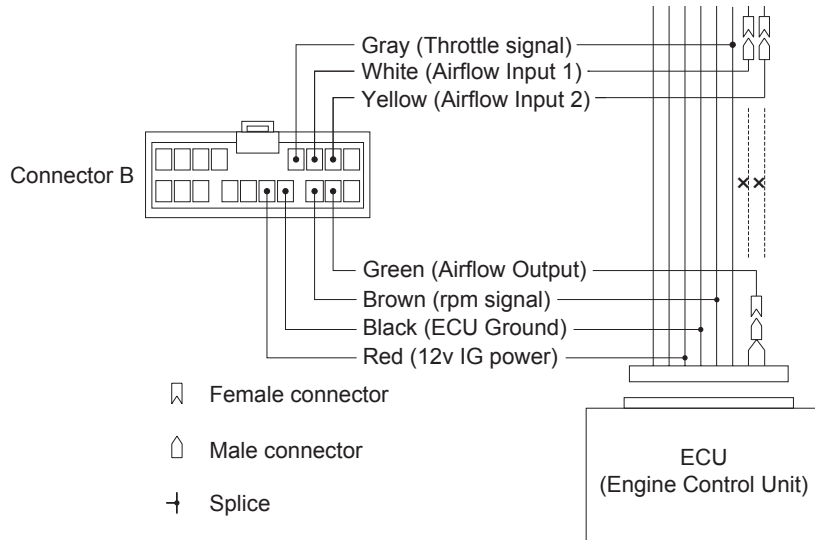 Gray (Throttle signal)
White (Airflow Input 1)
Yellow (Airflow Input 2)
Connector B
Green (Airflow Output)
Brown (rpm signal)
Black (ECU Ground)
Red (12v IG power)
Female connector
Male connector
Splice
ECU
(Engine Control Unit)